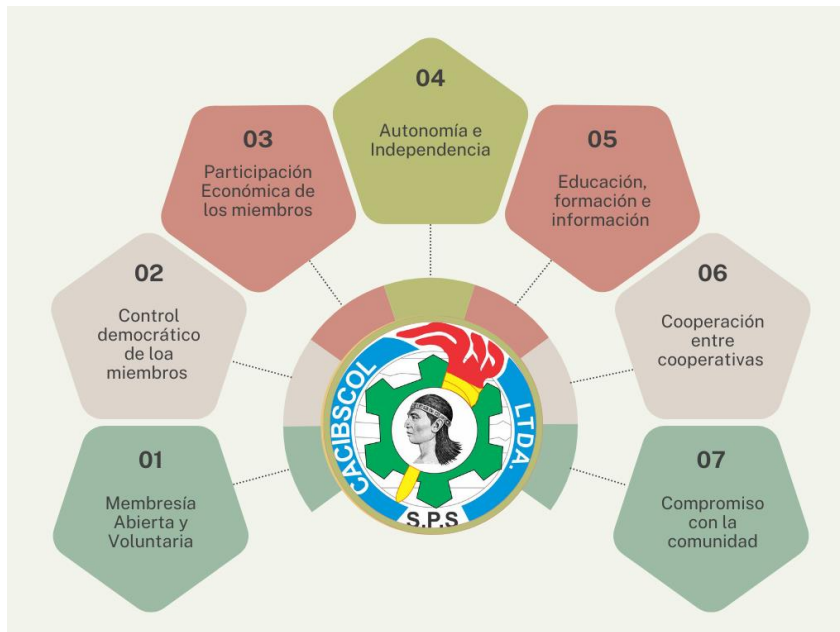 01
Membresía
Abierta y
Voluntaria
02
Control
democrático
de loa
miembros
03
Participación
Económica de
los miembros
04
Autonomía e
Independencia
05
Educación,
formación e
información
06
Cooperación
entre
cooperativas
07
Compromiso
con la
comunidad
CACIBSCOL
LTDA.
S.P.S